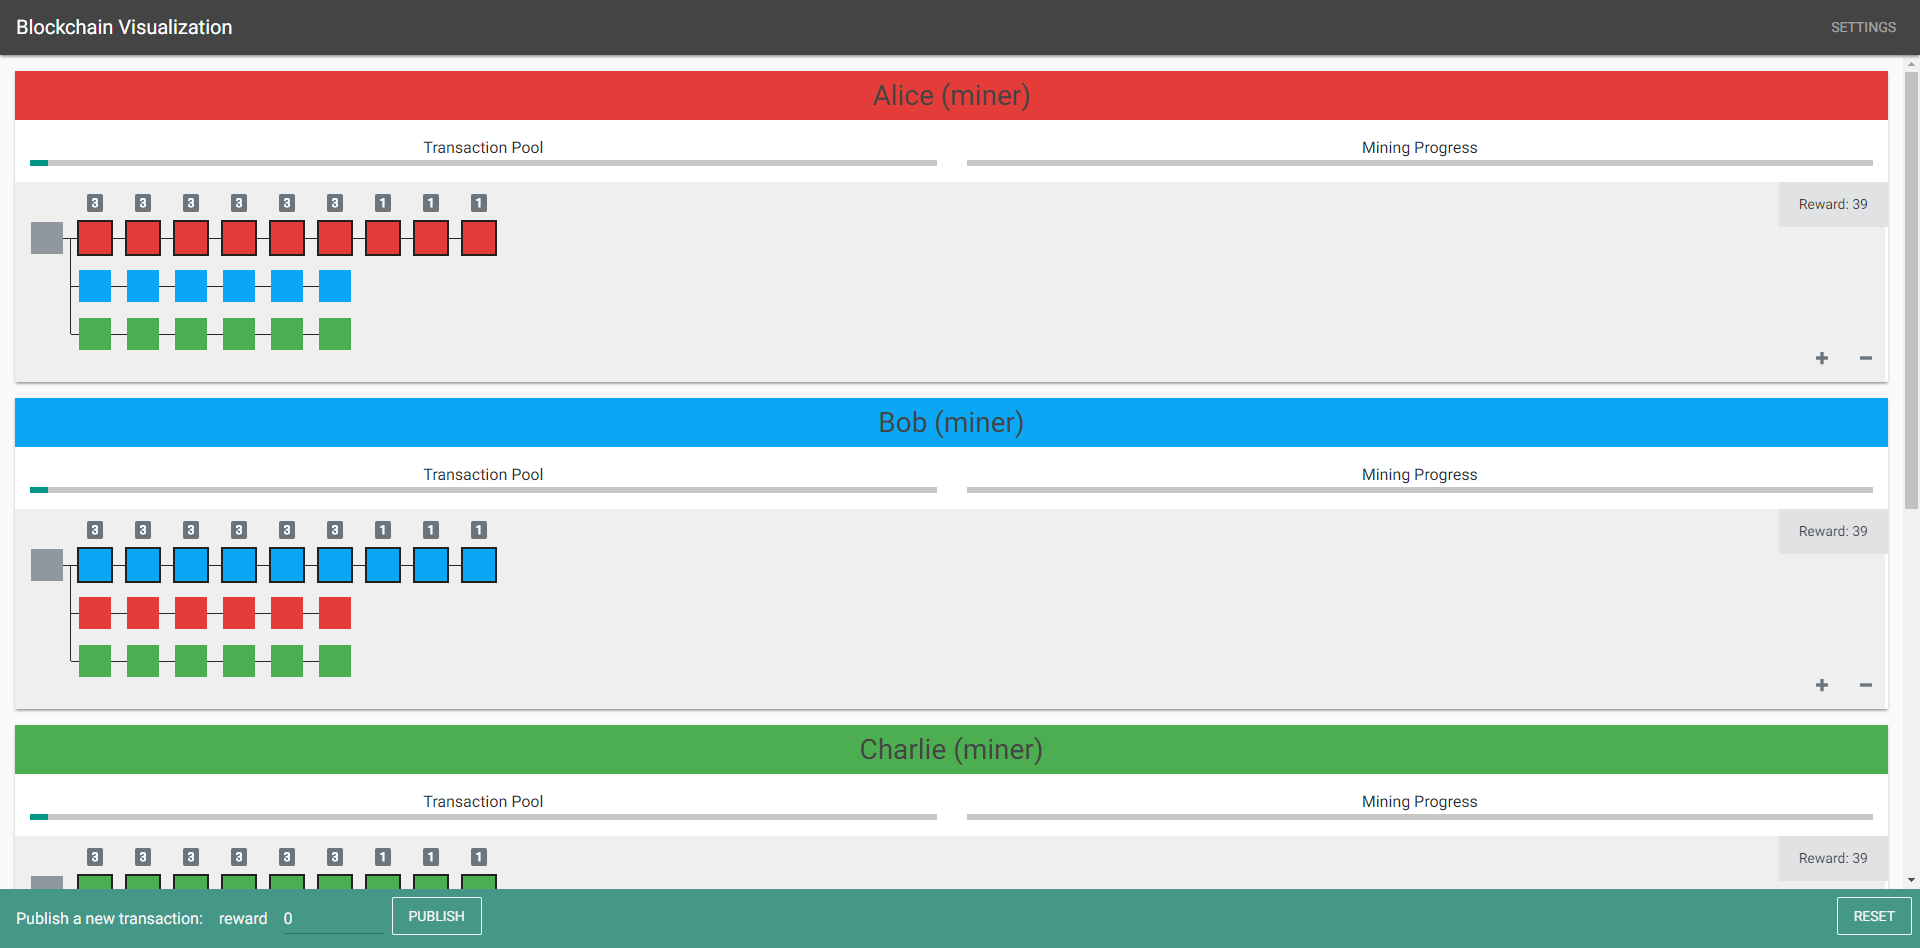 Blockchain Visualization SETTINGS
Alice (miner)
Transaction Pool Mining Progress
3 3 3 3 3 3 1 1 1
Reward: 39
Bob (miner)
Transaction Pool Mining Progress
3 3 3 3 3 3 1 1 1
Reward: 39
Charlie (miner)
Transaction Pool Mining Progress
3 3 3 3 3 3 1 1 1
Reward: 39
Publish a new transaction: reward 0 PUBLISH RESET